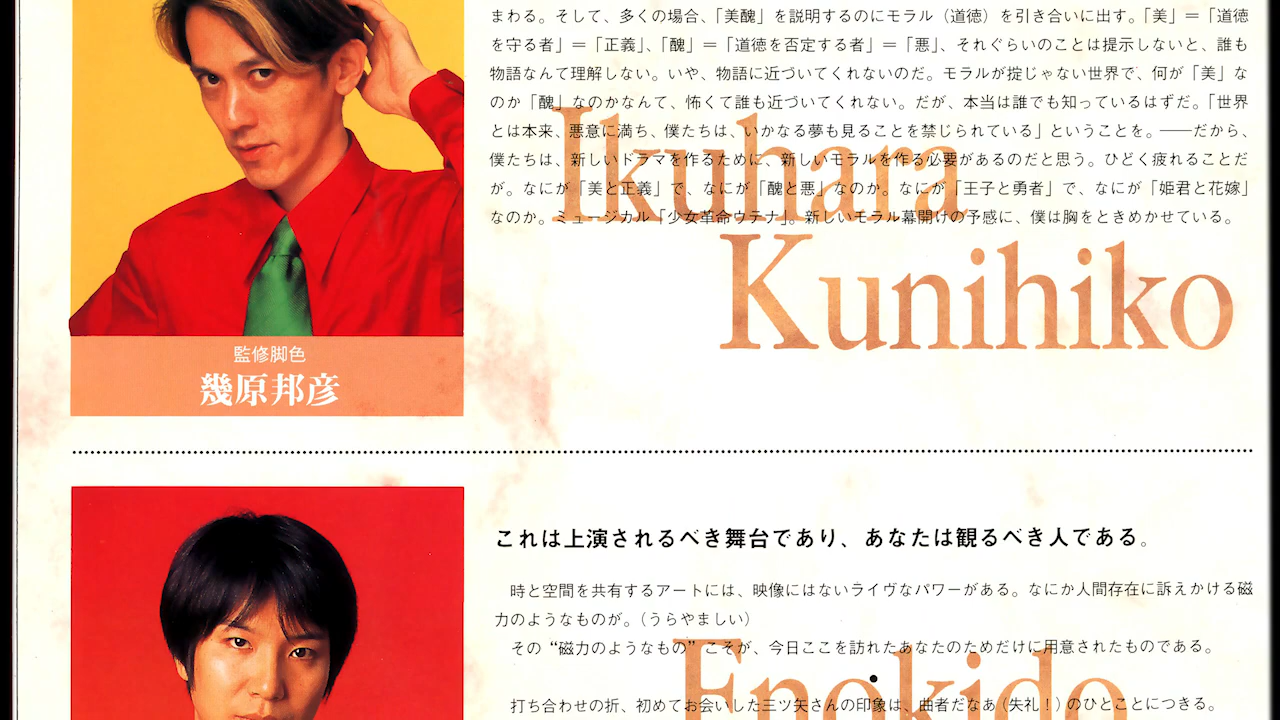 まわる。そして、多くの場合、「美醜」を説明するのにモラル（道徳）を引き合いに出す。「美」＝「道徳
を守る者」＝「正義」、「醜」＝「道徳を否定する者」＝「悪」、それぐらいのことは提示しないと、誰も
物語なんて理解しない。いや、物語に近づいてくれないのだ。モラルが掟じゃない世界で、何が「美」な
のか「醜」なのかなんて、怖くて誰も近づいてくれない。だが、本当は誰でも知っているはずだ。「世界
とは本来、悪意に満ち、僕たちは、いかなる夢も見ることを禁じられている」ということを。――だから、
僕たちは、新しいドラマを作るために、新しいモラルを作る必要があるのだと思う。ひどく疲れることだ
が。なにが「美と正義」で、なにが「醜と悪」なのか。なにが「王子と勇者」で、なにが「姫君と花嫁」
なのか。ミュージカル「少女革命ウテナ」。新しいモラル幕開けの予感に、僕は胸をときめかせている。
Ikuhara
Kunihiko
監修脚色
幾原邦彦
これは上演されるべき舞台であり、あなたは観るべき人である。
時と空間を共有するアートには、映像にはないライヴなパワーがある。なにか人間存在に訴えかける磁
力のようなものが。（うらやましい）
その“磁力のようなもの”こそが、今日ここを訪れたあなたのためだけに用意されたものである。
打ち合わせの折、初めてお会いした三ツ矢さんの印象は、曲者だなあ（失礼！）のひとことにつきる。
Enokido